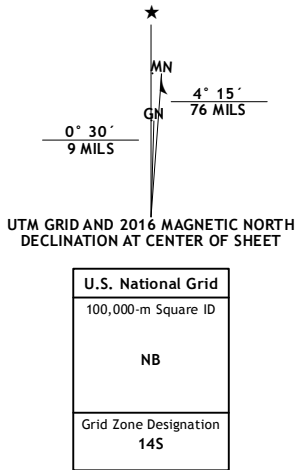 ★
MN
4° 15´
76 MILS
GN
0° 30´
9 MILS
UTM GRID AND 2016 MAGNETIC NORTH
DECLINATION AT CENTER OF SHEET
U.S. National Grid
100,000-m Square ID
NB
Grid Zone Designation
14S